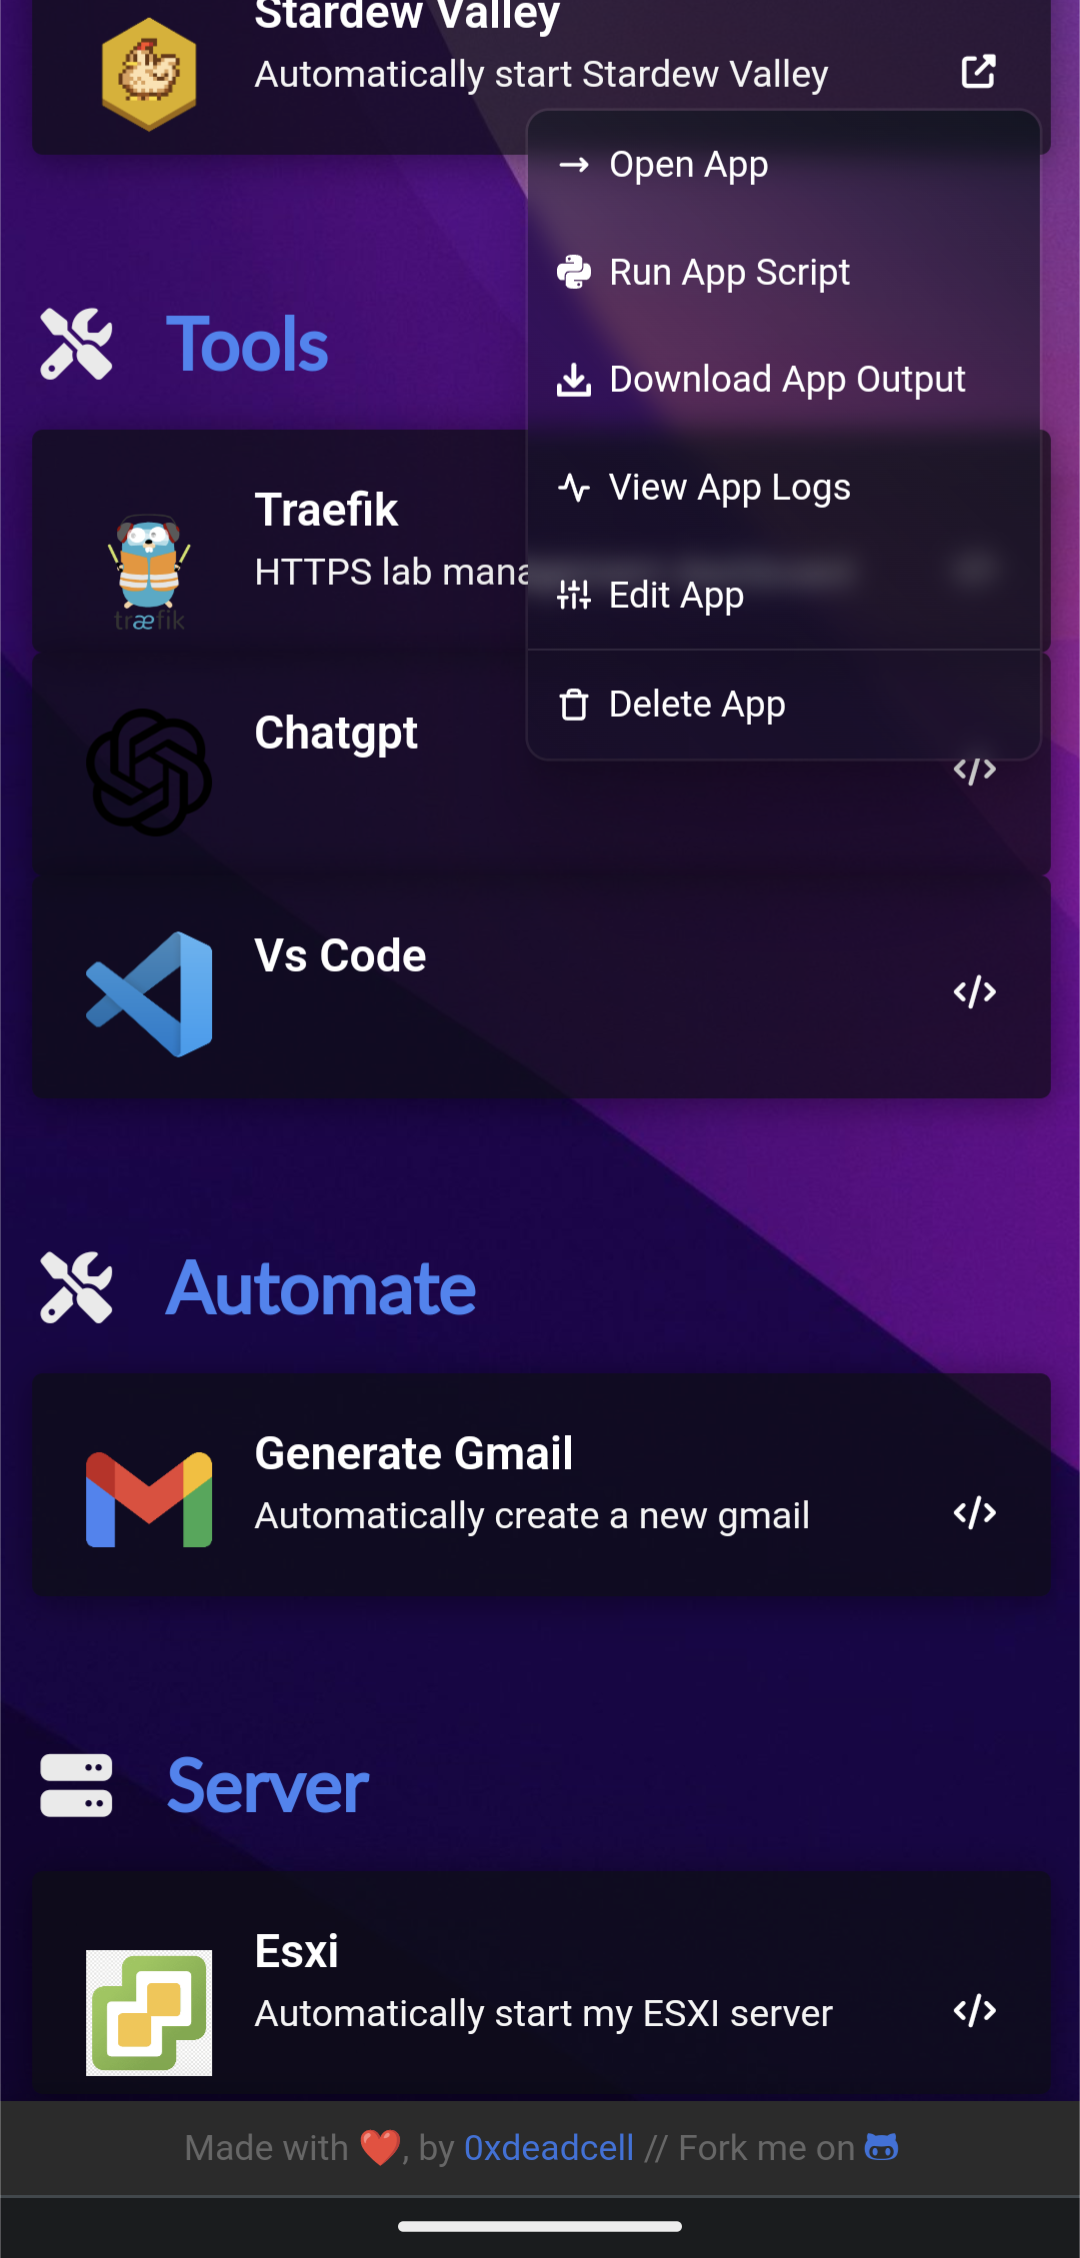 Stardew Valley
Automatically start Stardew Valley
Open App
Run App Script
Download App Output
View App Logs
Edit App
Delete App
Tools
Traefik
HTTPS lab
træfik
Chatgpt
Vs Code
Automate
Generate Gmail
Automatically create a new gmail
Server
Esxi
Automatically start my ESXI server
Made with ❤️, by 0xdeadcell // Fork me on